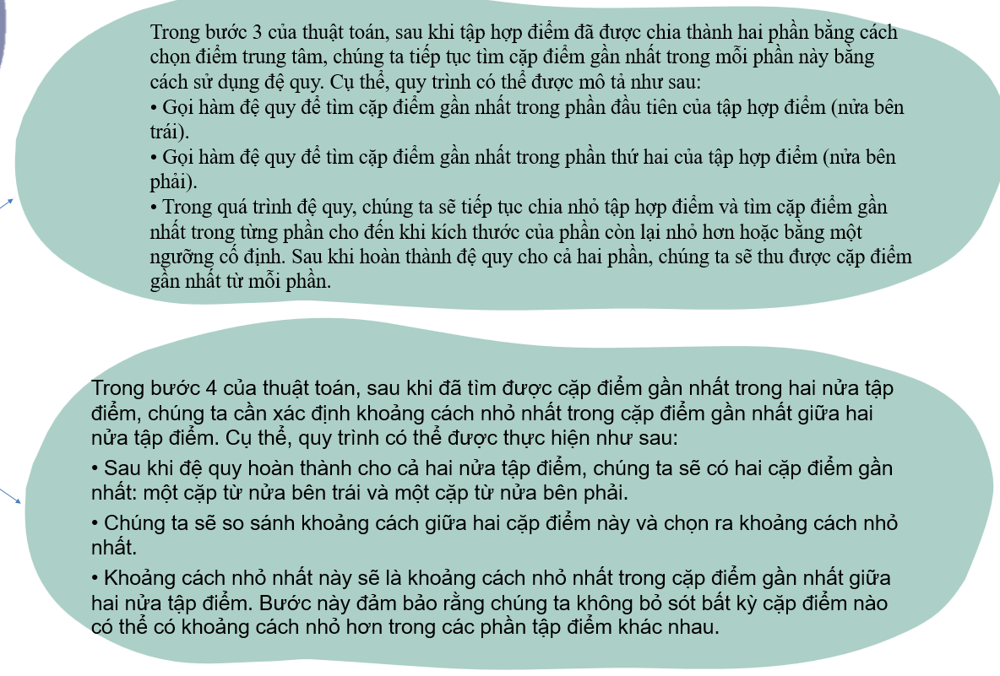 Trong bước 3 của thuật toán, sau khi tập hợp điểm đã được chia thành hai phần bằng cách
chọn điểm trung tâm, chúng ta tiếp tục tìm cặp điểm gần nhất trong mỗi phần này bằng
cách sử dụng đệ quy. Cụ thể, quy trình có thể được mô tả như sau:
• Gọi hàm đệ quy để tìm cặp điểm gần nhất trong phần đầu tiên của tập hợp điểm (nửa bên
trái).
• Gọi hàm đệ quy để tìm cặp điểm gần nhất trong phần thứ hai của tập hợp điểm (nửa bên
phải).
• Trong quá trình đệ quy, chúng ta sẽ tiếp tục chia nhỏ tập hợp điểm và tìm cặp điểm gần
nhất trong từng phần cho đến khi kích thước của phần còn lại nhỏ hơn hoặc bằng một
ngưỡng cố định. Sau khi hoàn thành đệ quy cho cả hai phần, chúng ta sẽ thu được cặp điểm
gần nhất từ mỗi phần.
Trong bước 4 của thuật toán, sau khi đã tìm được cặp điểm gần nhất trong hai nửa tập
điểm, chúng ta cần xác định khoảng cách nhỏ nhất trong cặp điểm gần nhất giữa hai
nửa tập điểm. Cụ thể, quy trình có thể được thực hiện như sau:
• Sau khi đệ quy hoàn thành cho cả hai nửa tập điểm, chúng ta sẽ có hai cặp điểm gần
nhất: một cặp từ nửa bên trái và một cặp từ nửa bên phải.
• Chúng ta sẽ so sánh khoảng cách giữa hai cặp điểm này và chọn ra khoảng cách nhỏ
nhất.
• Khoảng cách nhỏ nhất này sẽ là khoảng cách nhỏ nhất trong cặp điểm gần nhất giữa
hai nửa tập điểm. Bước này đảm bảo rằng chúng ta không bỏ sót bất kỳ cặp điểm nào
có thể có khoảng cách nhỏ hơn trong các phần tập điểm khác nhau.